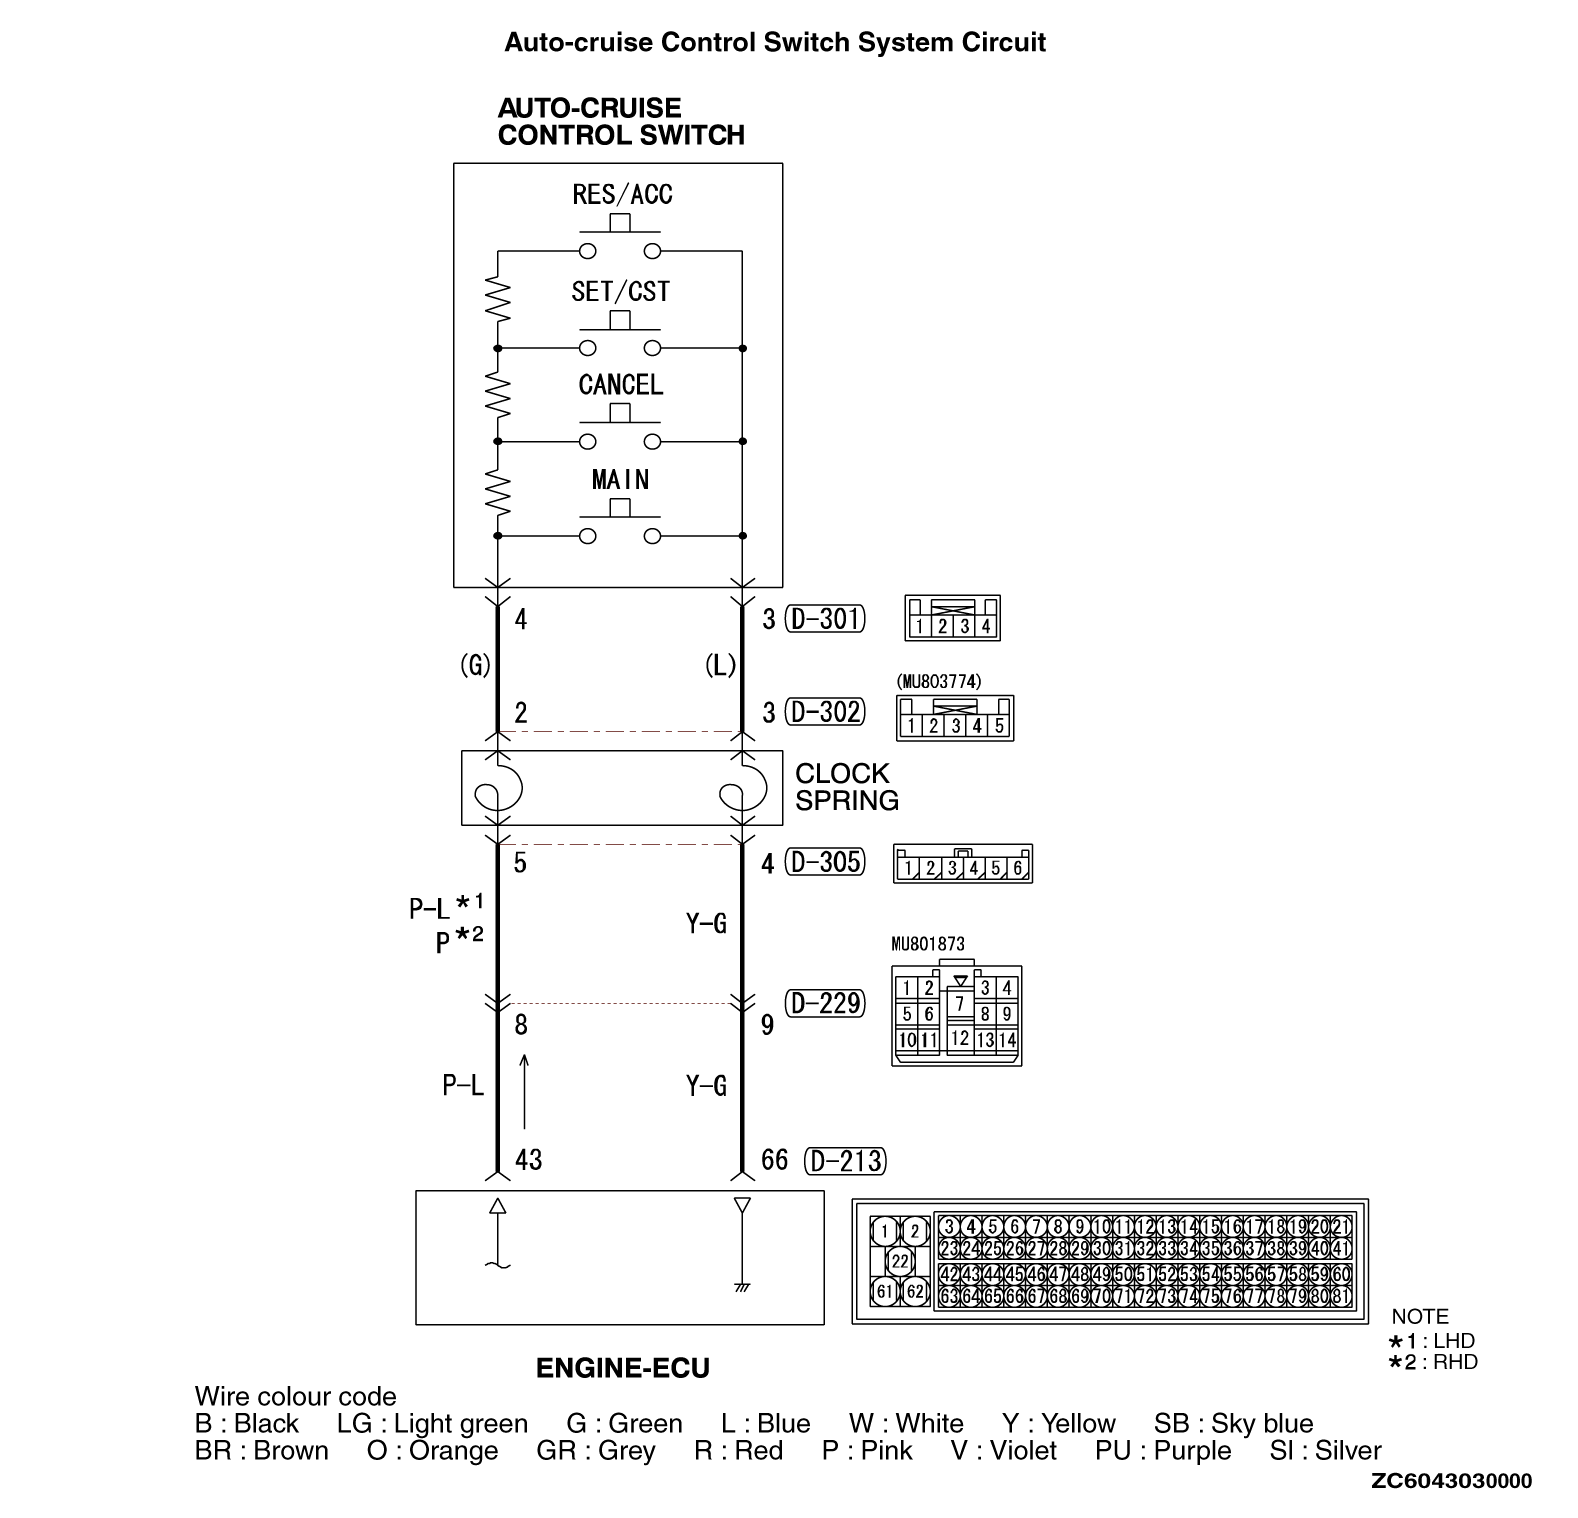 Auto-cruise Control Switch System Circuit
AUTO-CRUISE
CONTROL SWITCH
RES/ACC
SET/CST
CANCEL
MAIN
4
3 D-301
1 2 3 4
(G)
(L)
(MU803774)
2
3 D-302
1 2 3 4 5
CLOCK
SPRING
5
4 D-305
1 2 3 4 5 6
P-L *1
P *2
Y-G
MU801873
D-229
8
9
1 2 3 4
7
5 6 8 9
10 11 12 13 14
P-L
Y-G
43
66 D-213
1 2 3 4 5 6 7 8 9 10 11 12 13 14 15 16 17 18 19 20 21
22 23 24 25 26 27 28 29 30 31 32 33 34 35 36 37 38 39 40 41
42 43 44 45 46 47 48 49 50 51 52 53 54 55 56 57 58 59 60
61 62 63 64 65 66 67 68 69 70 71 72 73 74 75 76 77 78 79 80 81
NOTE
*1 : LHD
*2 : RHD
ENGINE-ECU
Wire colour code
B : Black LG : Light green G : Green L : Blue W : White Y : Yellow SB : Sky blue
BR : Brown O : Orange GR : Grey R : Red P : Pink V : Violet PU : Purple SI : Silver
ZC6043030000